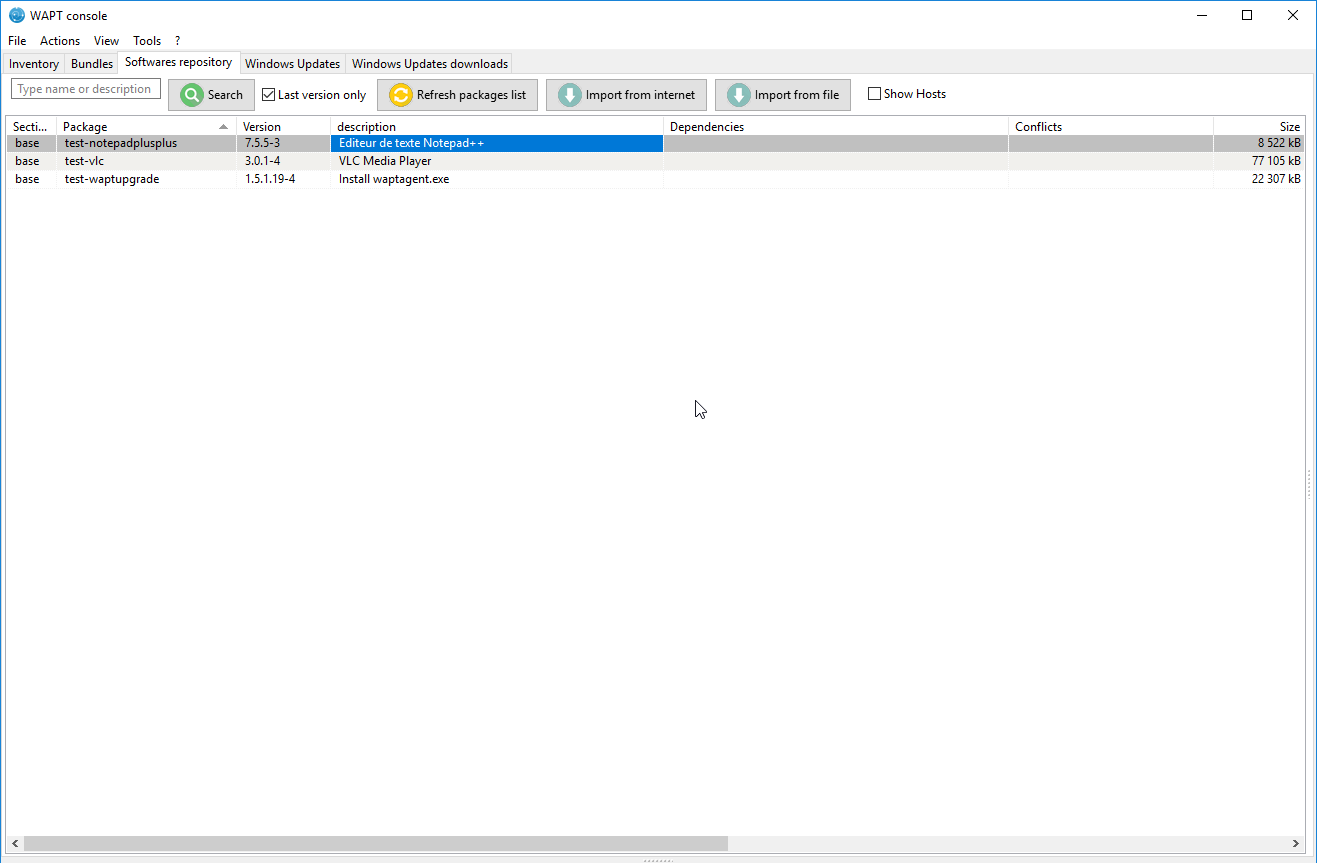 WAPT console
File Actions View Tools ?
Inventory Bundles Softwares repository Windows Updates Windows Updates downloads
Type name or description Search Last version only Refresh packages list Import from internet Import from file Show Hosts
Secti... Package Version description Dependencies Conflicts Size
base test-notepadplusplus 7.5.5-3 Editeur de texte Notepad++ 8 522 kB
base test-vlc 3.0.1-4 VLC Media Player 77 105 kB
base test-waptupgrade 1.5.1.19-4 Install waptagent.exe 22 307 kB